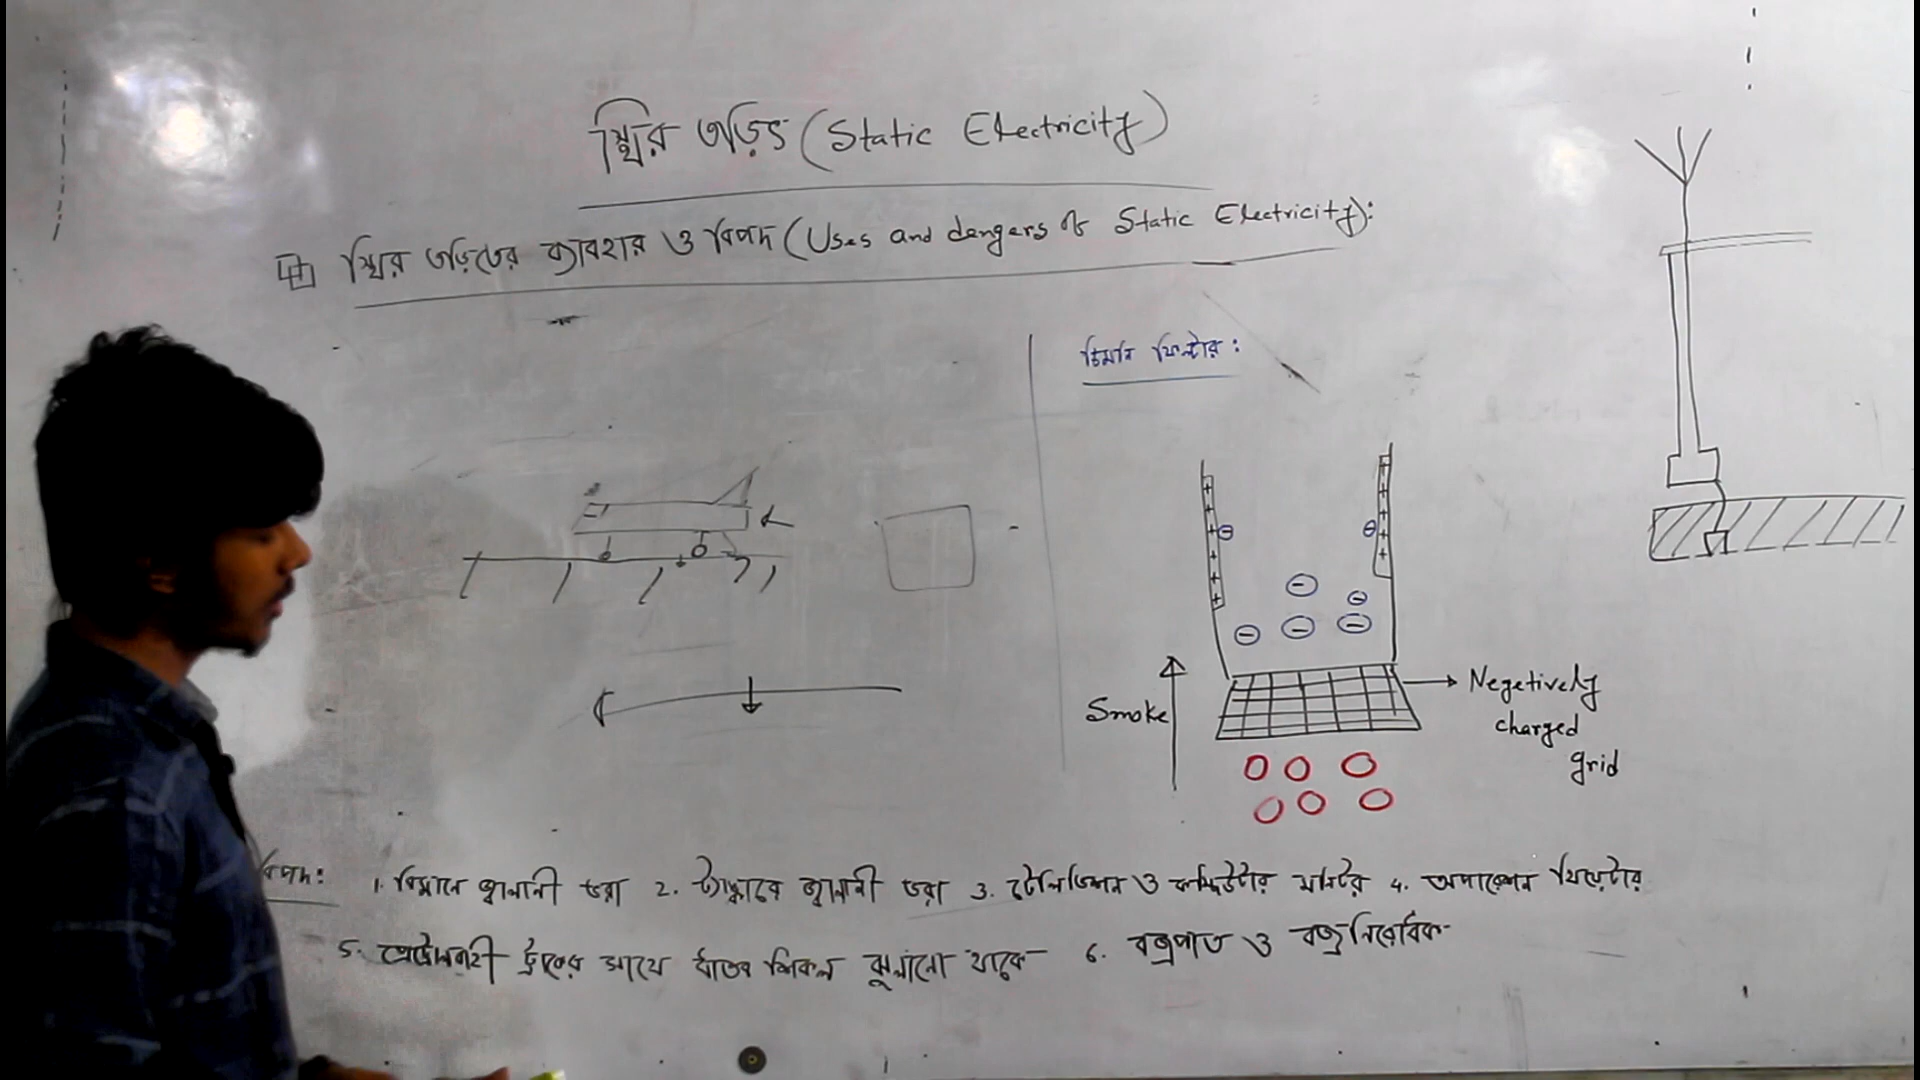 স্থির তড়িৎ (Static Electricity)
স্থির তড়িতের ব্যবহার ও বিপদ (Uses and dengers of Static Electricity):
চিমনি ফিল্টার :
+ + + + + +
+ + + +
Smoke
Negetively
charged
grid
বিপদ: 1. বিমানে জ্বালানী ভরা 2. ট্যাঙ্কারে জ্বালানী ভরা 3. টেলিভিশন ও কম্পিউটার মনিটর 4. অপারেশন থিয়েটার
5. পেট্রোলবাহী ট্রাকের সাথে ধাতব শিকল ঝুলানো থাকে 6. বজ্রপাত ও বজ্রনিরোধক